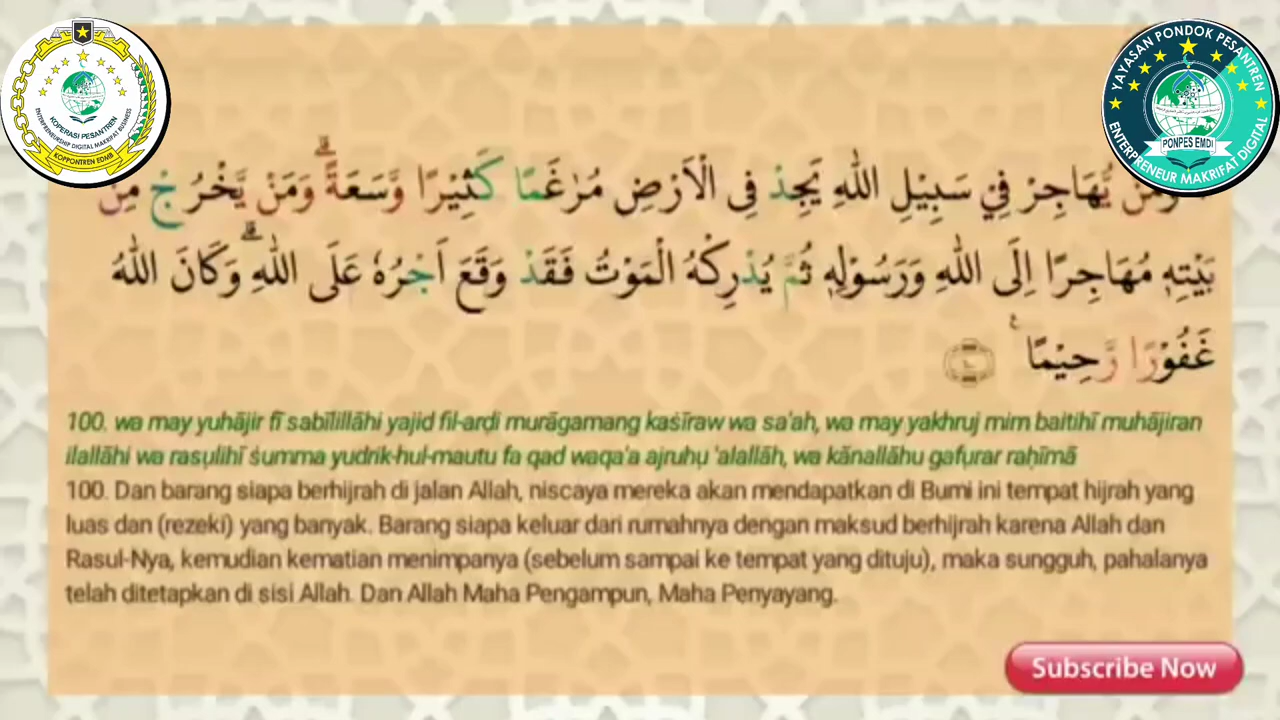 KOPERASI PESANTREN
ENTREPRENEURSHIP DIGITAL MAKRIFAT BUSINESS
KOPPONTREN EDMB
YAYASAN PONDOK PESANTREN
PONPES EMDI
ENTERPRENEUR MAKRIFAT DIGITAL
وَمَنْ يُّهَاجِرْ فِيْ سَبِيْلِ اللّٰهِ يَجِدْ فِى الْاَرْضِ مُرٰغَمًا كَثِيْرًا وَّسَعَةً ۗ وَمَنْ يَّخْرُجْ مِنْۢ
بَيْتِهٖ مُهَاجِرًا اِلَى اللّٰهِ وَرَسُوْلِهٖ ثُمَّ يُدْرِكْهُ الْمَوْتُ فَقَدْ وَقَعَ اَجْرُهٗ عَلَى اللّٰهِ ۗ وَكَانَ اللّٰهُ
غَفُوْرًا رَّحِيْمًا
100. wa may yuhājir fī sabīlillāhi yajid fil-arḍi murāgamang kaṡīraw wa sa'ah, wa may yakhruj mim baitihī muhājiran
ilallāhi wa rasụlihī ṡumma yudrik-hul-mautu fa qad waqa'a ajruhụ 'alallāh, wa kānallāhu gafụrar raḥīmā
100. Dan barang siapa berhijrah di jalan Allah, niscaya mereka akan mendapatkan di Bumi ini tempat hijrah yang
luas dan (rezeki) yang banyak. Barang siapa keluar dari rumahnya dengan maksud berhijrah karena Allah dan
Rasul-Nya, kemudian kematian menimpanya (sebelum sampai ke tempat yang dituju), maka sungguh, pahalanya
telah ditetapkan di sisi Allah. Dan Allah Maha Pengampun, Maha Penyayang.
Subscribe Now